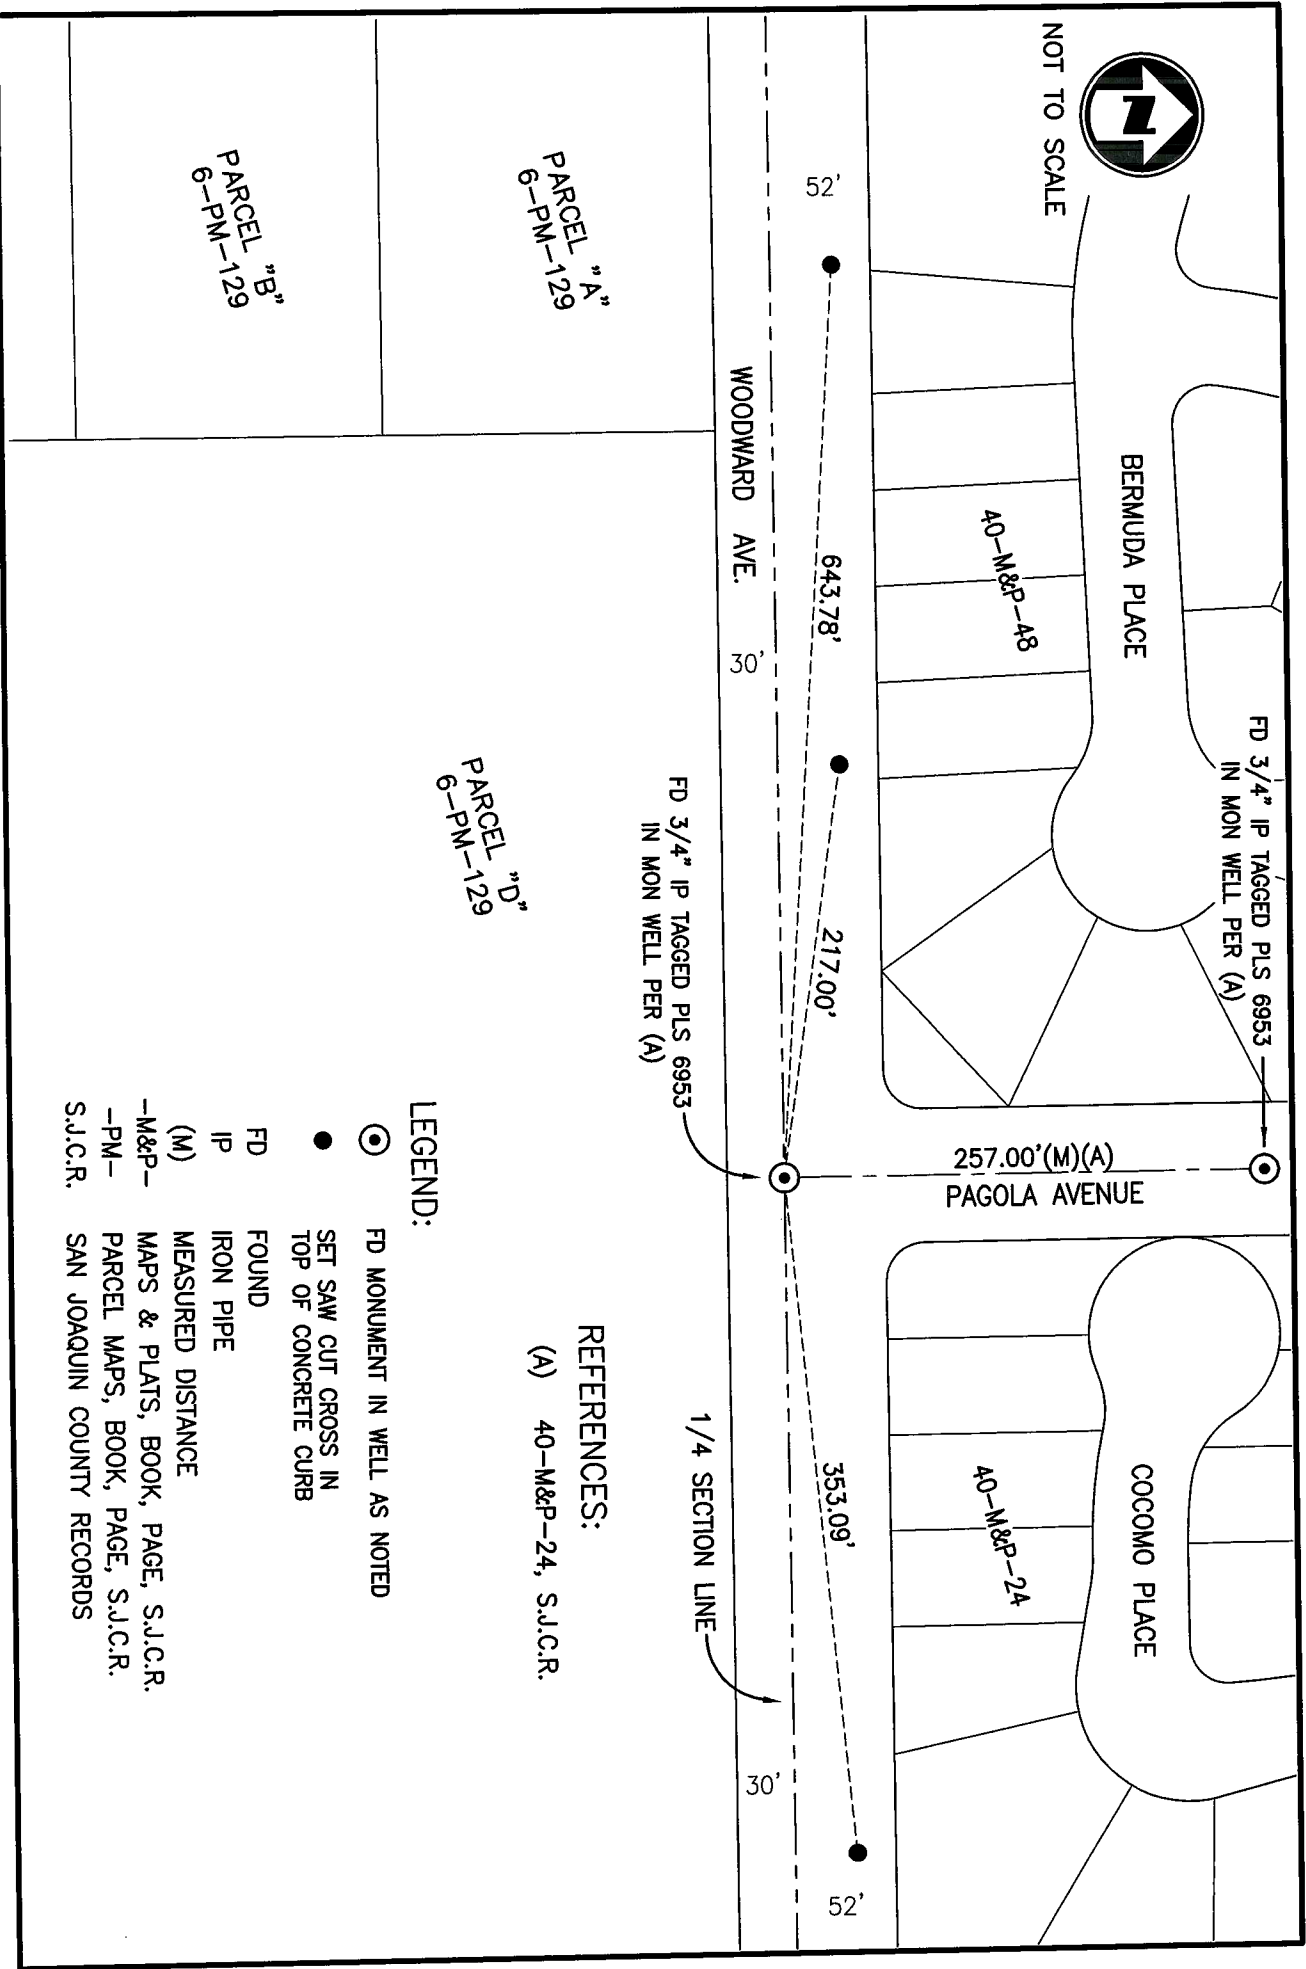 N
NOT TO SCALE
BERMUDA PLACE
40-M&P-48
FD 3/4" IP TAGGED PLS 6953
IN MON WELL PER (A)
257.00'(M)(A)
PAGOLA AVENUE
COCOMO PLACE
40-M&P-24
52'
643.78'
217.00'
353.09'
52'
WOODWARD AVE.
30'
30'
FD 3/4" IP TAGGED PLS 6953
IN MON WELL PER (A)
1/4 SECTION LINE
PARCEL "A"
6-PM-129
PARCEL "B"
6-PM-129
PARCEL "D"
6-PM-129
REFERENCES:
(A) 40-M&P-24, S.J.C.R.
LEGEND:
FD MONUMENT IN WELL AS NOTED
SET SAW CUT CROSS IN
TOP OF CONCRETE CURB
FD FOUND
IP IRON PIPE
(M) MEASURED DISTANCE
-M&P- MAPS & PLATS, BOOK, PAGE, S.J.C.R.
-PM- PARCEL MAPS, BOOK, PAGE, S.J.C.R.
S.J.C.R. SAN JOAQUIN COUNTY RECORDS